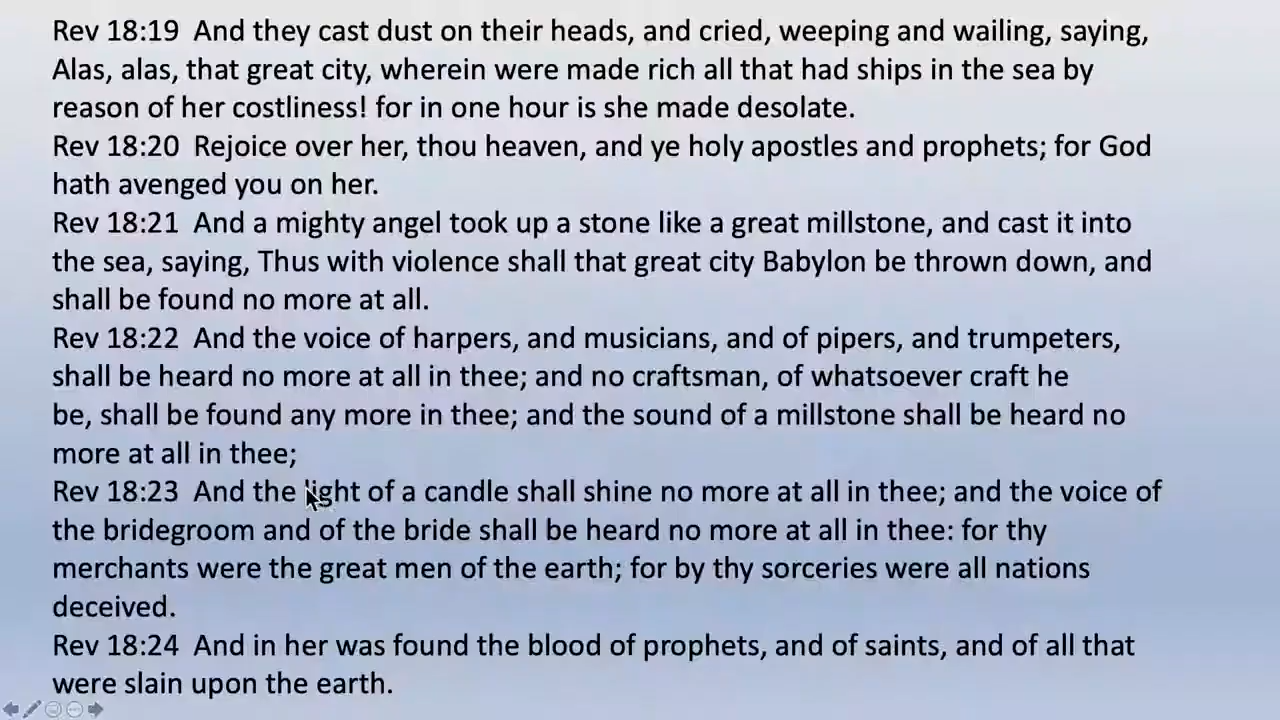 Rev 18:19  And they cast dust on their heads, and cried, weeping and wailing, saying,
Alas, alas, that great city, wherein were made rich all that had ships in the sea by
reason of her costliness! for in one hour is she made desolate.
Rev 18:20  Rejoice over her, thou heaven, and ye holy apostles and prophets; for God
hath avenged you on her.
Rev 18:21  And a mighty angel took up a stone like a great millstone, and cast it into
the sea, saying, Thus with violence shall that great city Babylon be thrown down, and
shall be found no more at all.
Rev 18:22  And the voice of harpers, and musicians, and of pipers, and trumpeters,
shall be heard no more at all in thee; and no craftsman, of whatsoever craft he
be, shall be found any more in thee; and the sound of a millstone shall be heard no
more at all in thee;
Rev 18:23  And the light of a candle shall shine no more at all in thee; and the voice of
the bridegroom and of the bride shall be heard no more at all in thee: for thy
merchants were the great men of the earth; for by thy sorceries were all nations
deceived.
Rev 18:24  And in her was found the blood of prophets, and of saints, and of all that
were slain upon the earth.